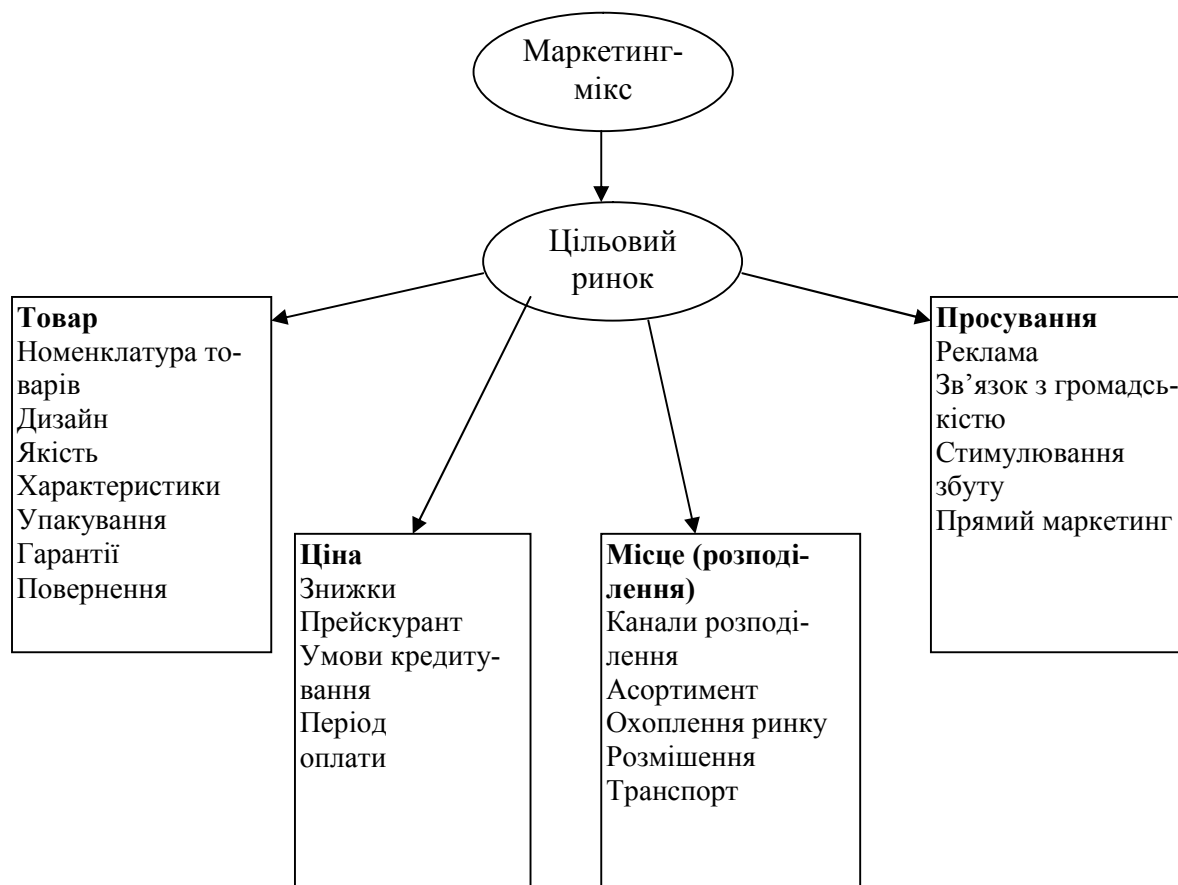 Маркетинг-
мікс
Цільовий
ринок
Товар
Номенклатура то-
варів
Дизайн
Якість
Характеристики
Упакування
Гарантії
Повернення
Ціна
Знижки
Прейскурант
Умови кредиту-
вання
Період
оплати
Місце (розподі-
лення)
Канали розподі-
лення
Асортимент
Охоплення ринку
Розмішення
Транспорт
Просування
Реклама
Зв’язок з громадсь-
кістю
Стимулювання
збуту
Прямий маркетинг